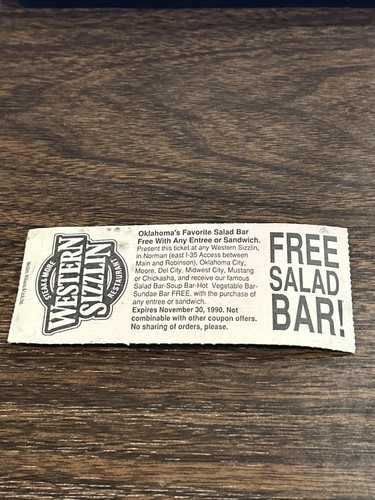 STEAK & MORE
WESTERN
SIZZLIN
RESTAURANT
Oklahoma's Favorite Salad Bar
Free With Any Entree or Sandwich.
Present this ticket at any Western Sizzlin,
in Norman (east I-35 Access between
Main and Robinson), Oklahoma City,
Moore, Del City, Midwest City, Mustang
or Chickasha, and receive our famous
Salad Bar-Soup Bar-Hot Vegetable Bar-
Sundae Bar FREE, with the purchase of
any entree or sandwich.
Expires November 30, 1990. Not
combinable with other coupon offers.
No sharing of orders, please.
FREE
SALAD
BAR!